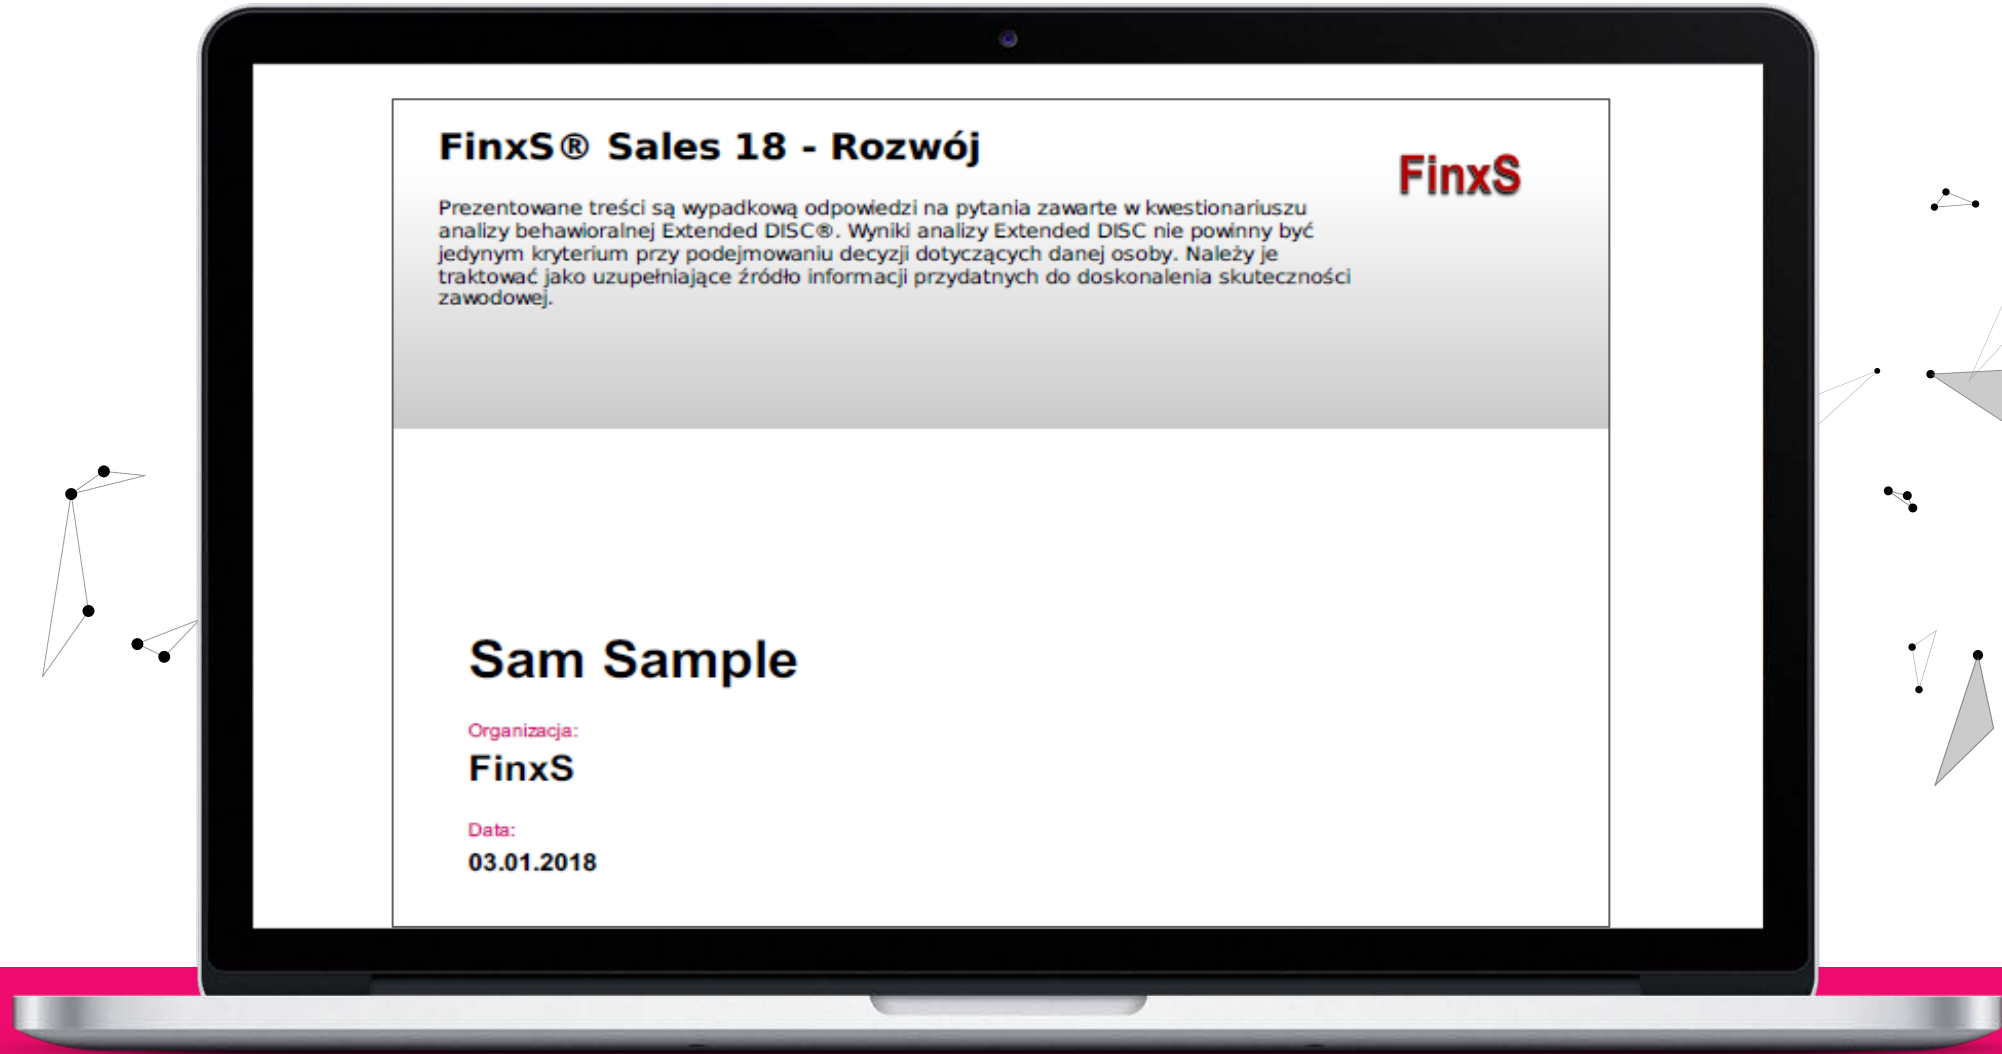 FinxS® Sales 18 - Rozwój
FinxS
Prezentowane treści są wypadkową odpowiedzi na pytania zawarte w kwestionariuszu
analizy behawioralnej Extended DISC®. Wyniki analizy Extended DISC nie powinny być
jedynym kryterium przy podejmowaniu decyzji dotyczących danej osoby. Należy je
traktować jako uzupełniające źródło informacji przydatnych do doskonalenia skuteczności
zawodowej.
Sam Sample
Organizacja:
FinxS
Data:
03.01.2018